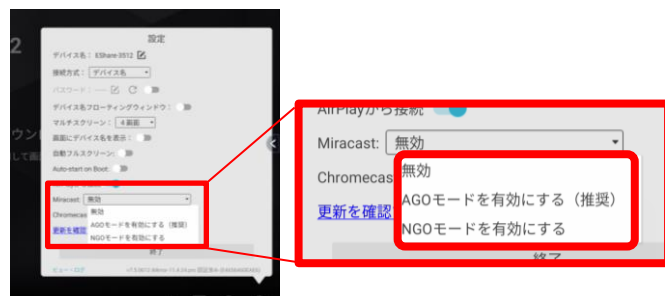 2
設定
デバイス名： EShare-3912
接続方式： デバイス名
パスワード：
デバイス名フローティングウィンドウ：
マルチスクリーン： 4 画面
画面にデバイス名を表示：
自動フルスクリーン：
Auto-start on Boot:
Miracast: 無効
Chromecas
無効
AGOモードを有効にする（推奨）
NGOモードを有効にする
更新を確認
終了
ビュー・ログ
AirPlayから接続
Miracast: 無効
Chromecas
無効
AGOモードを有効にする（推奨）
NGOモードを有効にする
更新を確認
終了